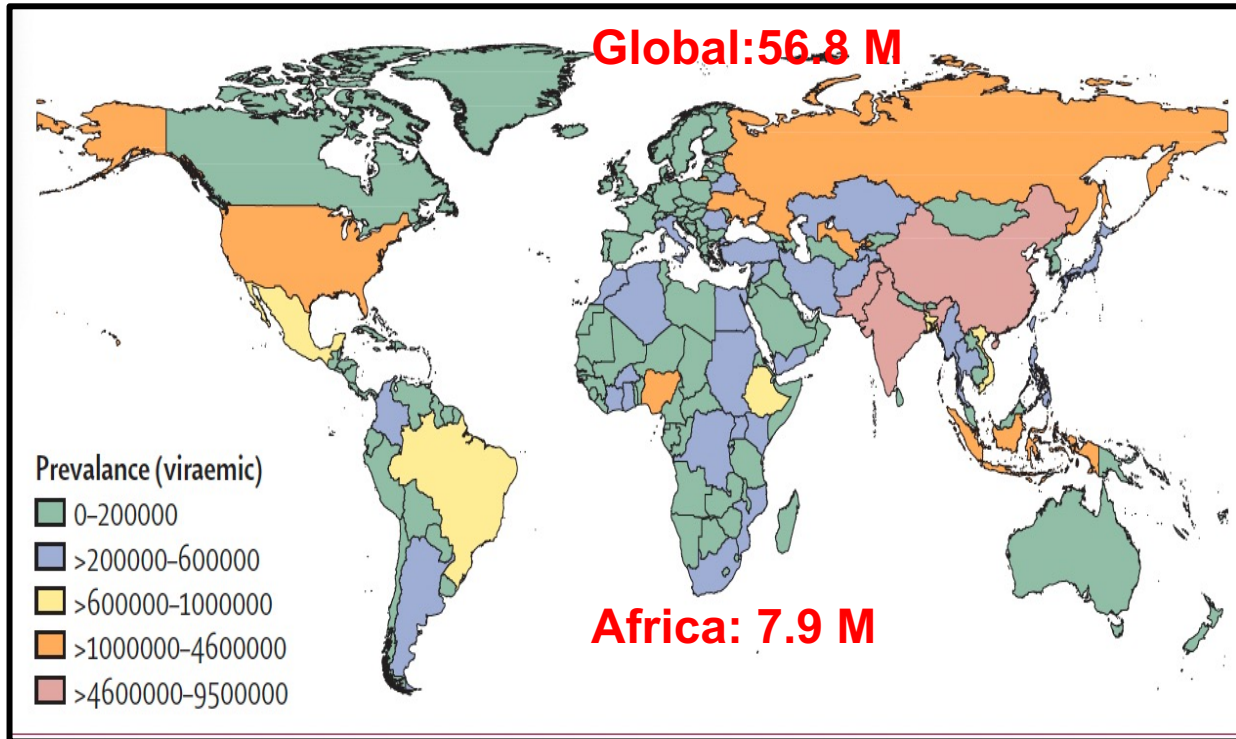 Global:56.8 M
Prevalance (viraemic)
0–200000
>200000–600000
>600000–1000000
>1000000–4600000
>4600000–9500000
Africa: 7.9 M